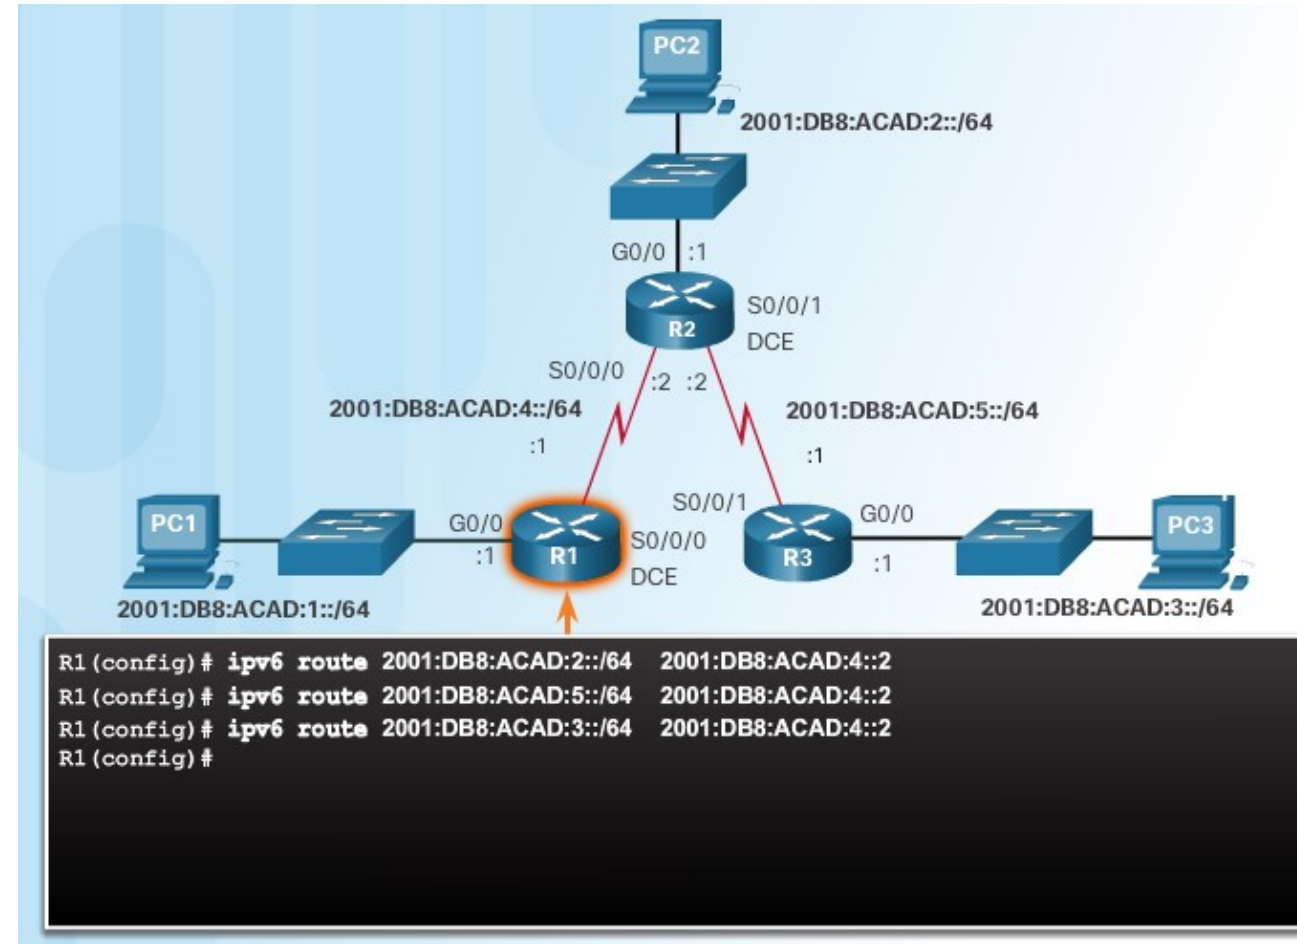 PC2
2001:DB8:ACAD:2::/64
G0/0 :1
S0/0/1
R2
DCE
S0/0/0 :2 :2
2001:DB8:ACAD:4::/64 2001:DB8:ACAD:5::/64
:1 :1
S0/0/1
PC1 G0/0 G0/0 PC3
:1 R1 S0/0/0 R3 :1
DCE
2001:DB8:ACAD:1::/64 2001:DB8:ACAD:3::/64
R1(config)# ipv6 route 2001:DB8:ACAD:2::/64 2001:DB8:ACAD:4::2
R1(config)# ipv6 route 2001:DB8:ACAD:5::/64 2001:DB8:ACAD:4::2
R1(config)# ipv6 route 2001:DB8:ACAD:3::/64 2001:DB8:ACAD:4::2
R1(config)#